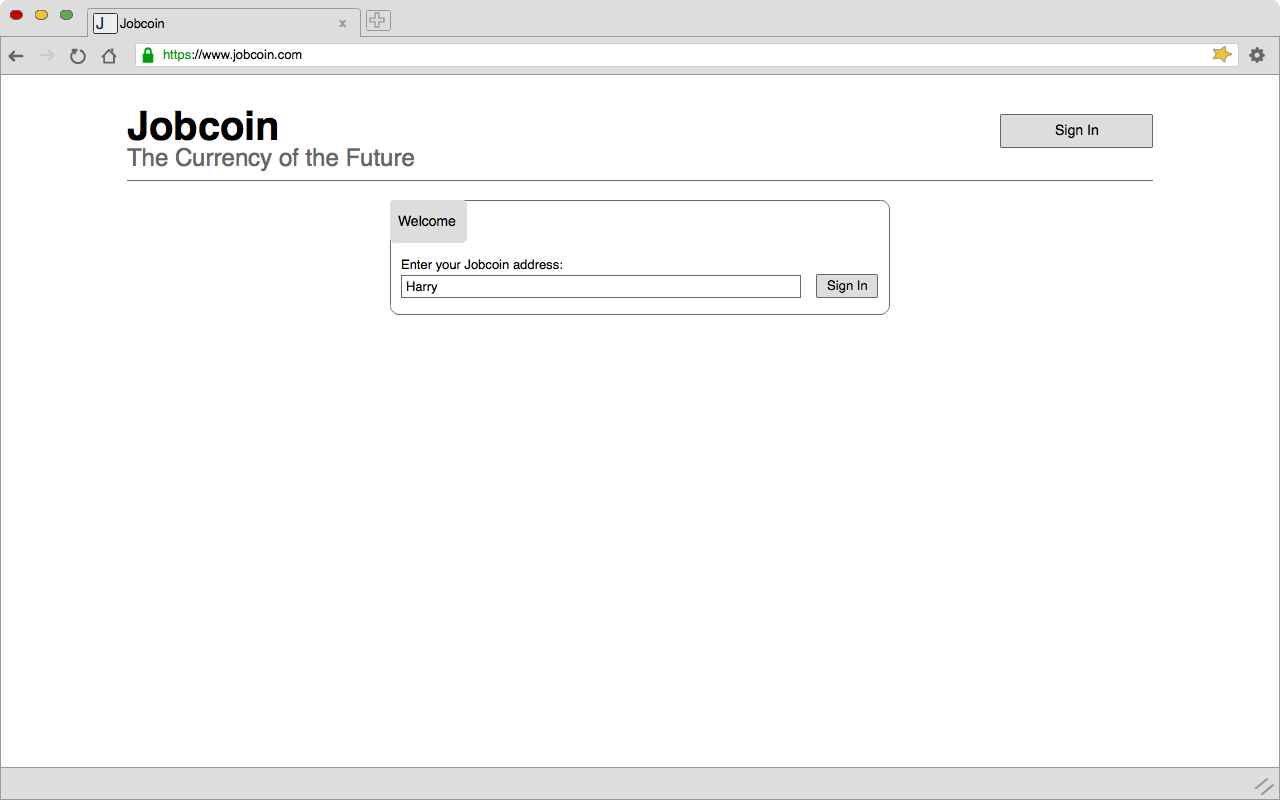 J Jobcoin x
https://www.jobcoin.com
Jobcoin
The Currency of the Future
Sign In
Welcome
Enter your Jobcoin address:
Harry
Sign In